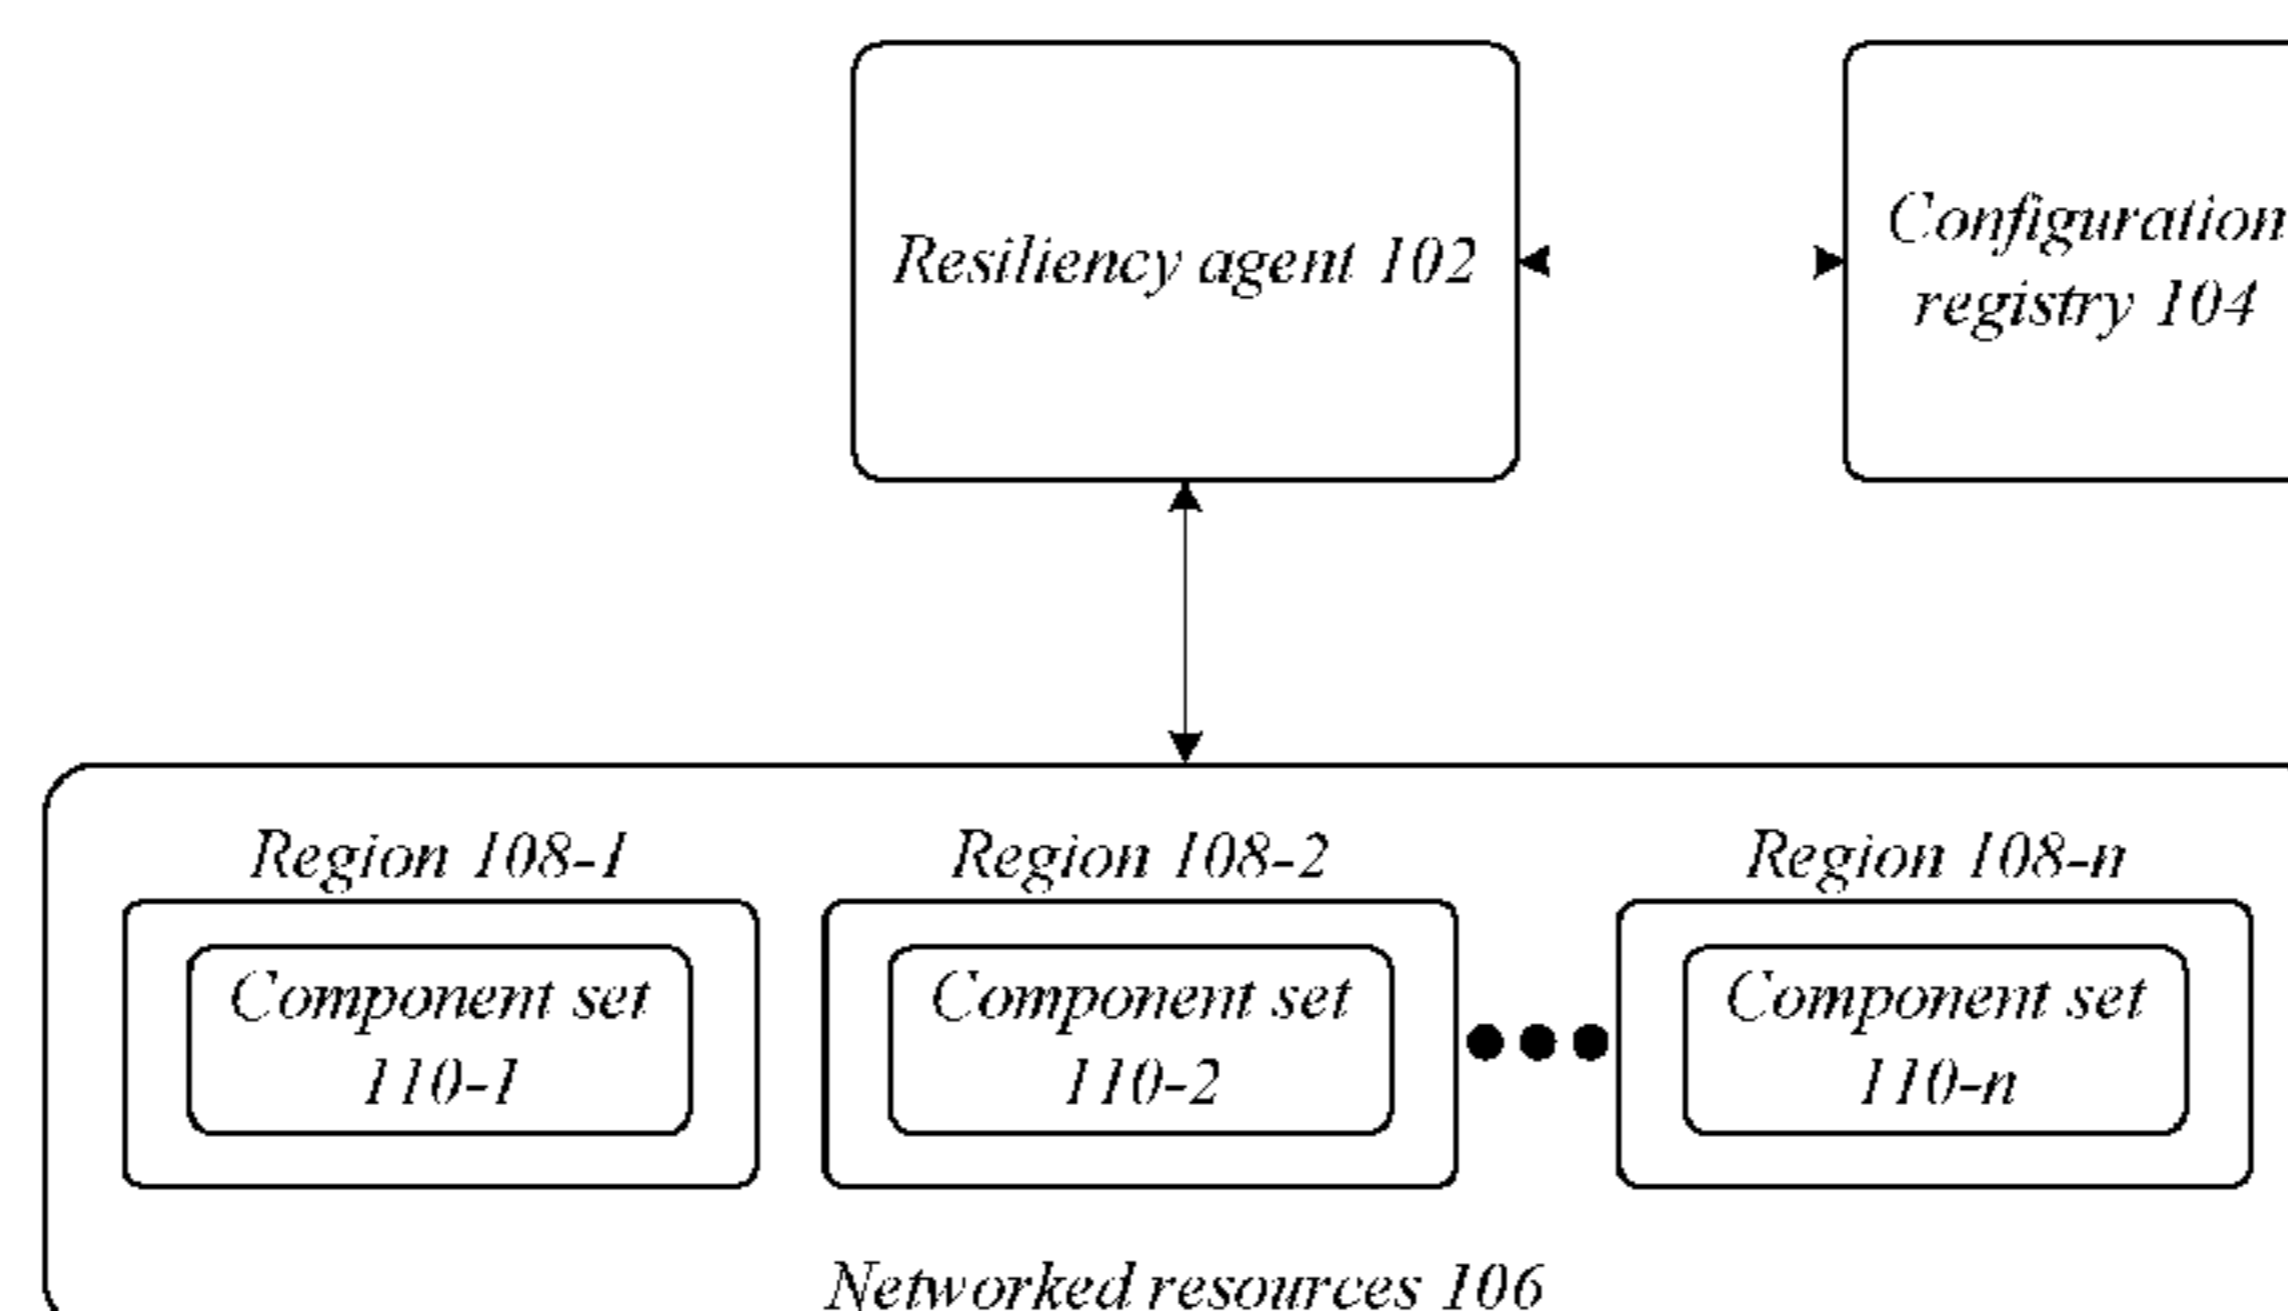 Resiliency agent 102
Configuration
registry 104
Region 108-1
Region 108-2
Region 108-n
Component set
110-1
Component set
110-2
Component set
110-n
Networked resources 106